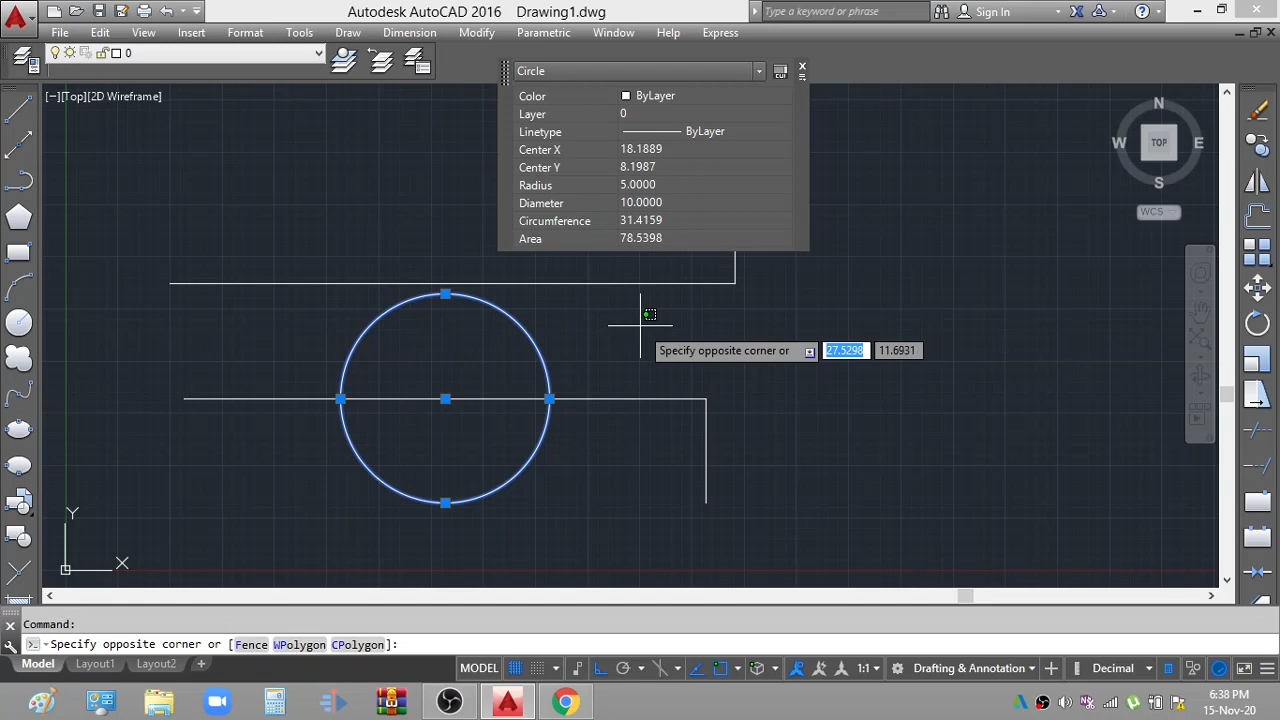 Autodesk AutoCAD 2016 Drawing1.dwg
Type a keyword or phrase
Sign In
File Edit View Insert Format Tools Draw Dimension Modify Parametric Window Help Express
0
[−][Top][2D Wireframe]
Circle
Color ByLayer
Layer 0
Linetype ByLayer
Center X 18.1889
Center Y 8.1987
Radius 5.0000
Diameter 10.0000
Circumference 31.4159
Area 78.5398
N
W TOP E
S
WCS
Specify opposite corner or 27.5298 11.6931
Y
X
Command:
Specify opposite corner or [Fence WPolygon CPolygon]:
Model Layout1 Layout2 +
MODEL
1:1
Drafting & Annotation
Decimal
6:38 PM
15-Nov-20